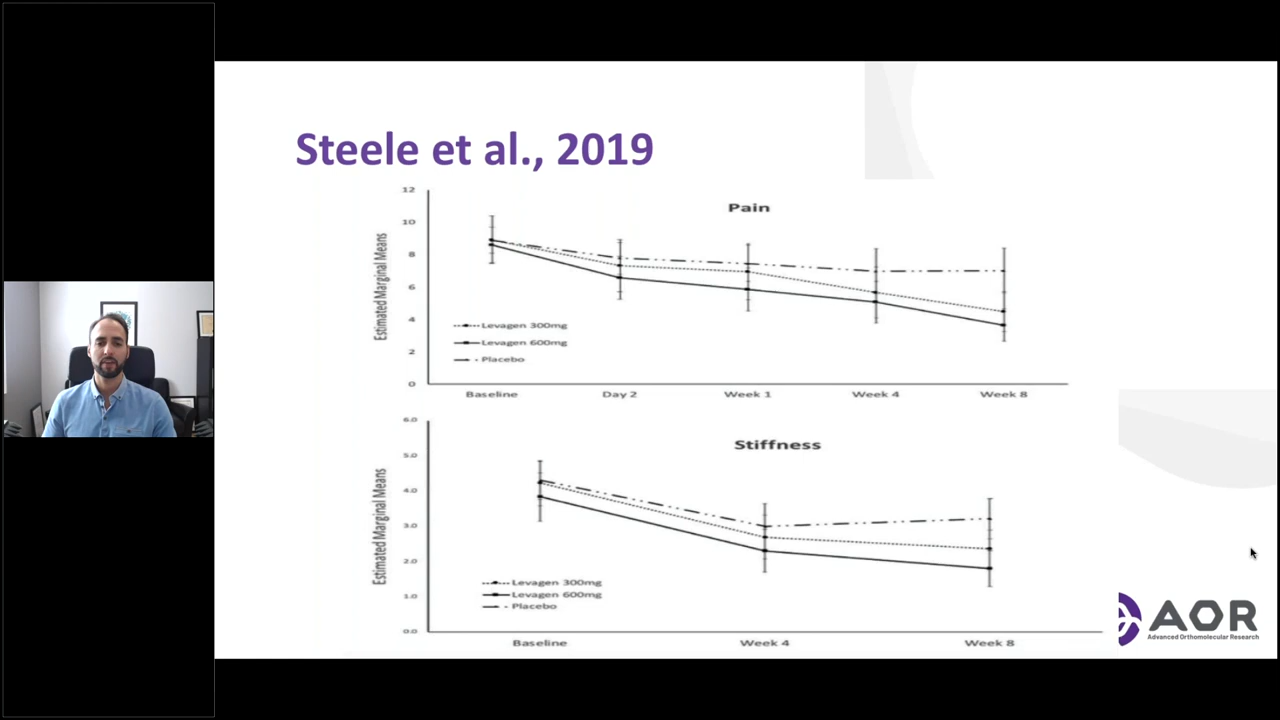 Steele et al., 2019
Pain
Estimated Marginal Means
12
10
8
6
4
2
0
Levagen 300mg
Levagen 600mg
Placebo
Baseline
Day 2
Week 1
Week 4
Week 8
Stiffness
Estimated Marginal Means
6.0
5.0
4.0
3.0
2.0
1.0
0.0
Levagen 300mg
Levagen 600mg
Placebo
Baseline
Week 4
Week 8
AOR
Advanced Orthomolecular Research